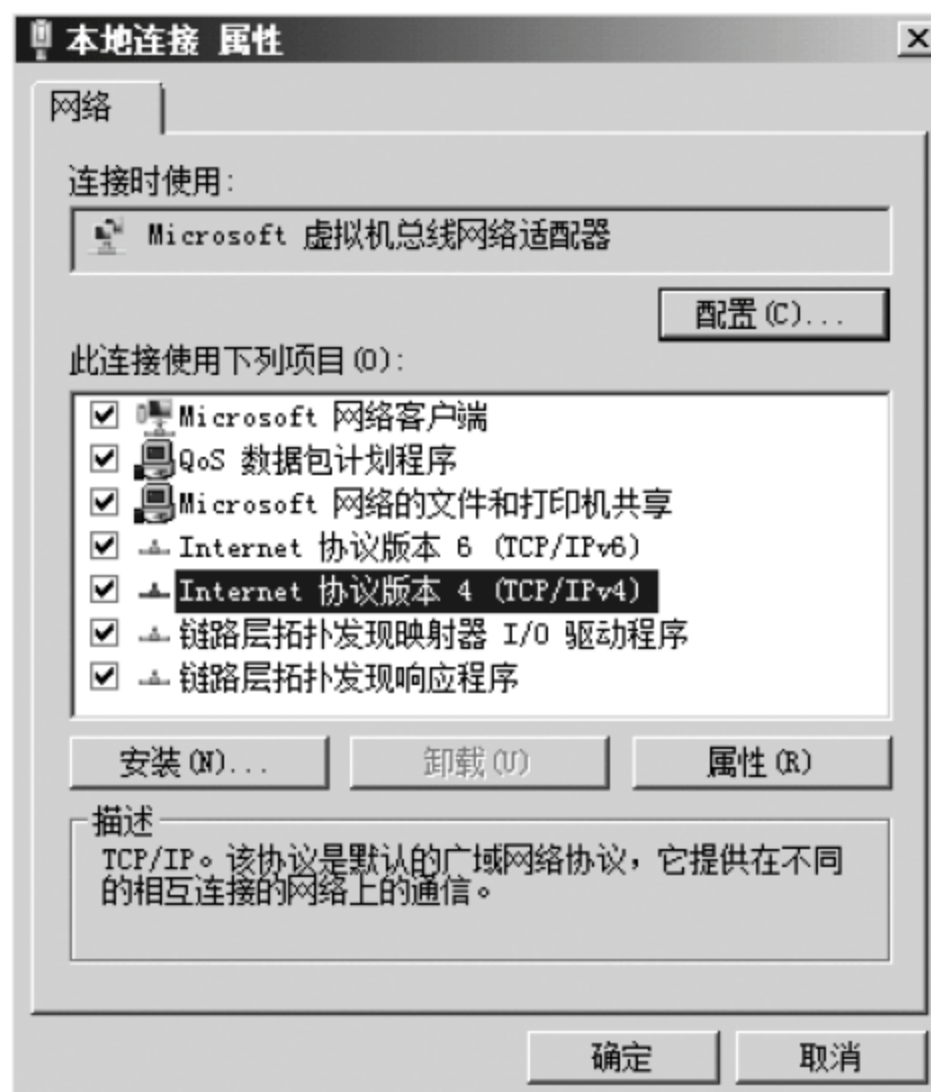 本地连接 属性
网络
连接时使用:
Microsoft 虚拟机总线网络适配器
配置(C)...
此连接使用下列项目(O):
Microsoft 网络客户端
QoS 数据包计划程序
Microsoft 网络的文件和打印机共享
Internet 协议版本 6 (TCP/IPv6)
Internet 协议版本 4 (TCP/IPv4)
链路层拓扑发现映射器 I/O 驱动程序
链路层拓扑发现响应程序
安装(N)... 卸载(U) 属性(R)
描述
TCP/IP。该协议是默认的广域网络协议，它提供在不同
的相互连接的网络上的通信。
确定 取消